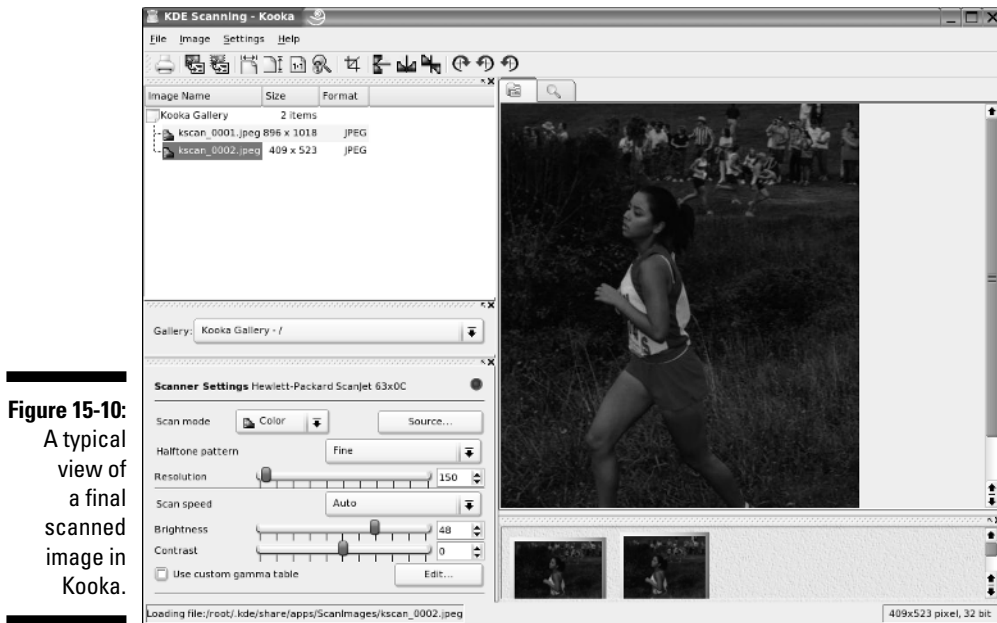 KDE Scanning - Kooka
File Image Settings Help
Image Name Size Format
Kooka Gallery 2 items
kscan_0001.jpeg 896 x 1018 JPEG
kscan_0002.jpeg 409 x 523 JPEG
Gallery: Kooka Gallery - /
Scanner Settings Hewlett-Packard ScanJet 63x0C
Scan mode Color Source...
Halftone pattern Fine
Resolution 150
Scan speed Auto
Brightness 48
Contrast 0
Use custom gamma table Edit...
Loading file:/root/.kde/share/apps/ScanImages/kscan_0002.jpeg
409x523 pixel, 32 bit
Figure 15-10:
A typical
view of
a final
scanned
image in
Kooka.